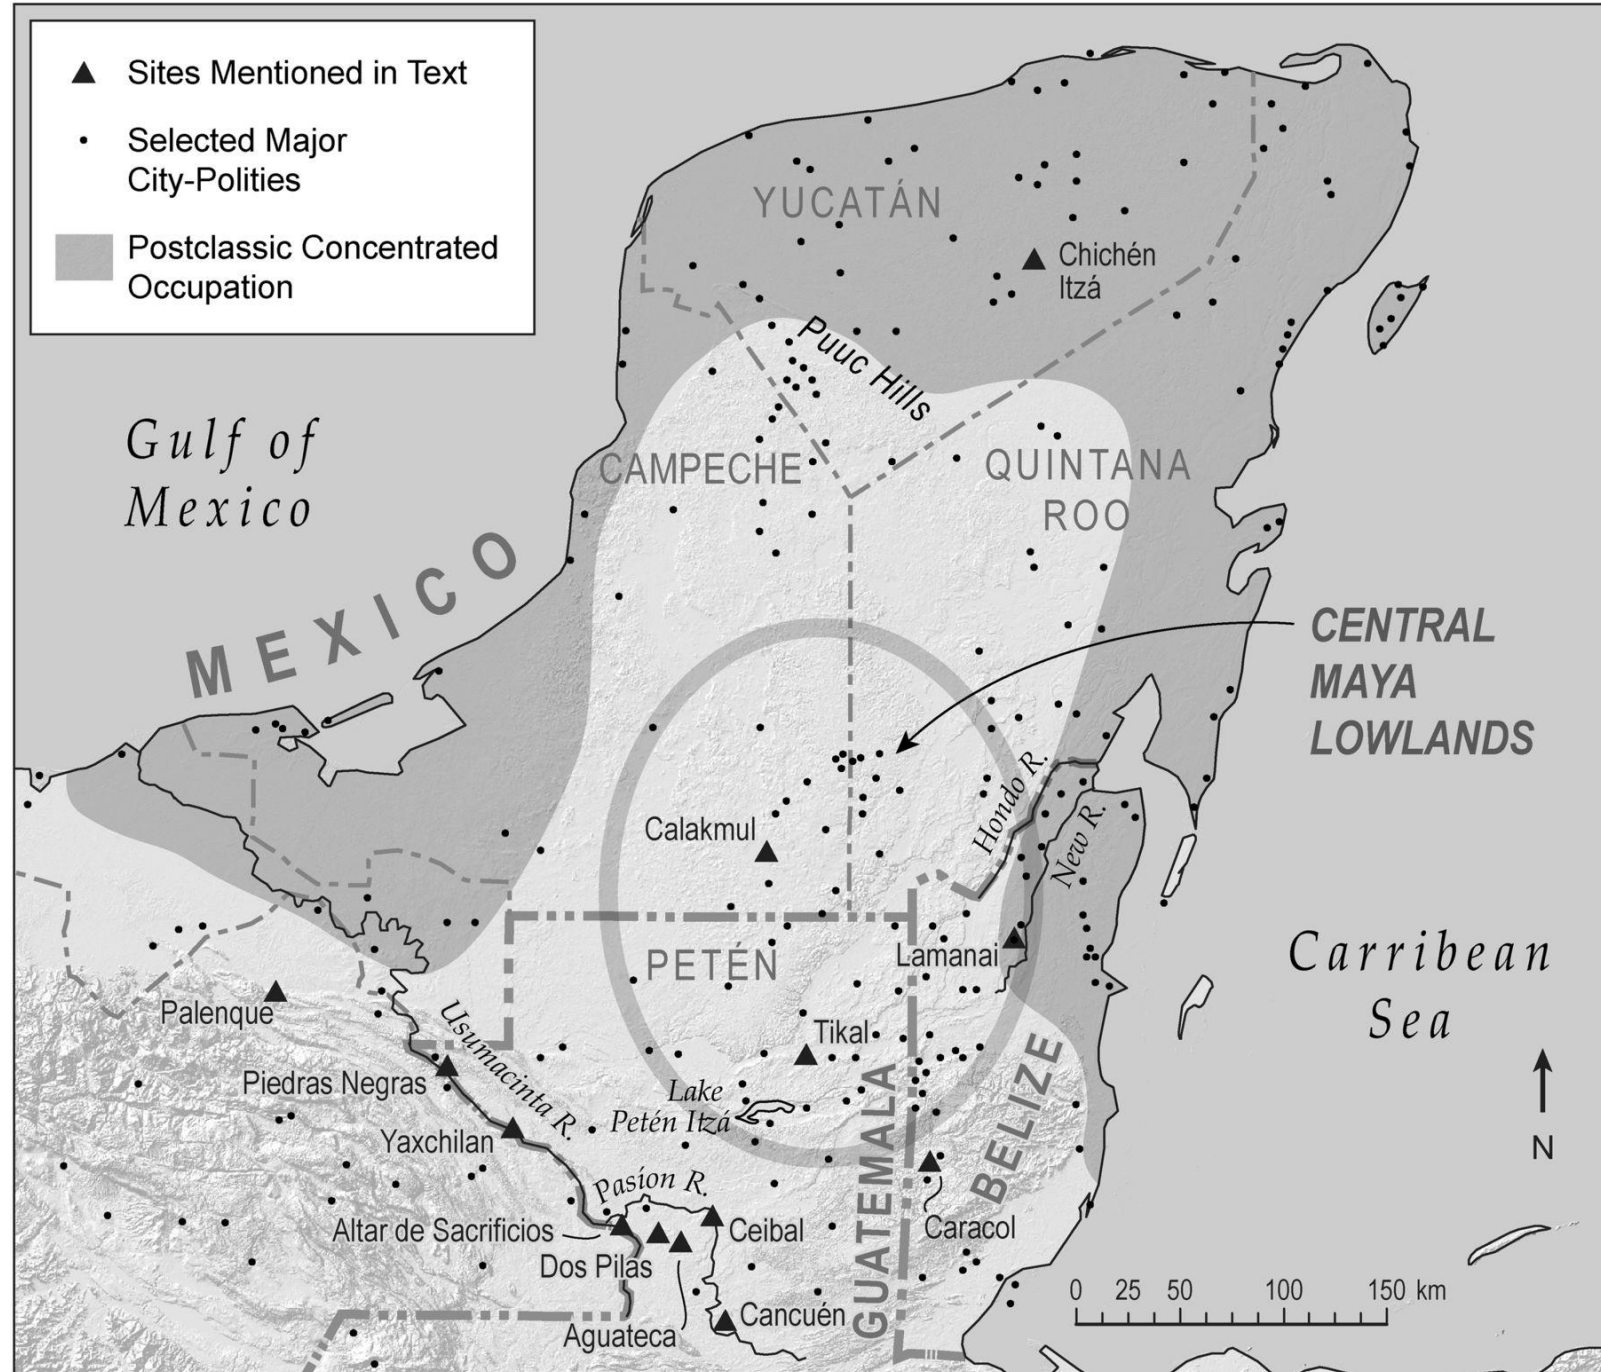 Sites Mentioned in Text
Selected Major
City-Polities
Postclassic Concentrated
Occupation
YUCATÁN
Chichén
Itzá
Puuc Hills
Gulf of
Mexico
CAMPECHE
QUINTANA
ROO
MEXICO
CENTRAL
MAYA
LOWLANDS
Hondo R.
New R.
Calakmul
Lamanai
PETÉN
Carribean
Sea
Palenque
Usumacinta R.
Tikal
Piedras Negras
Lake
Petén Itzá
Yaxchilan
GUATEMALA
BELIZE
N
Pasíon R.
Altar de Sacrificios
Ceibal
Caracol
Dos Pilas
Aguateca
Cancuén
0 25 50 100 150 km